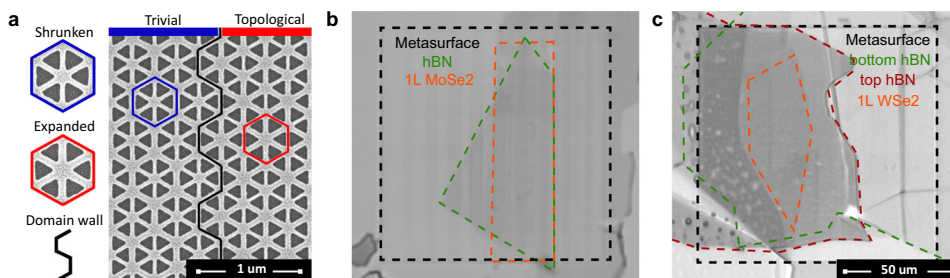 a
Shrunken
Expanded
Domain wall
Trivial
Topological
1 um
b
Metasurface
hBN
1L MoSe2
c
Metasurface
bottom hBN
top hBN
1L WSe2
50 um